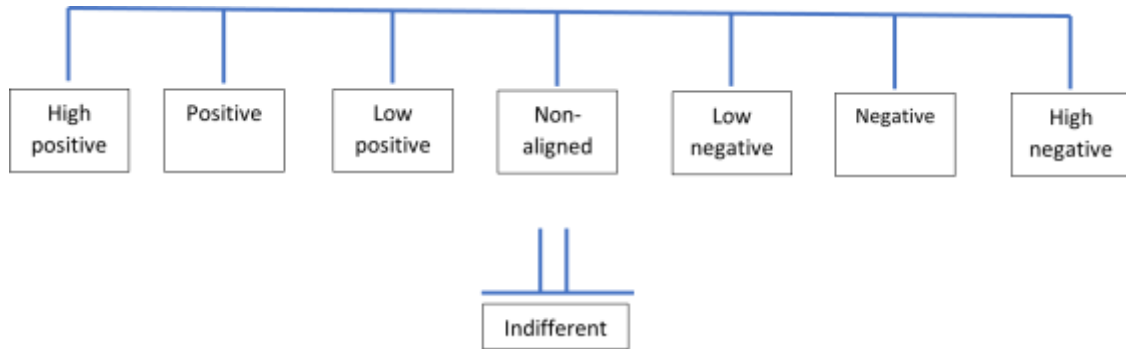 High
positive
Positive
Low
positive
Non-
aligned
Low
negative
Negative
High
negative
Indifferent